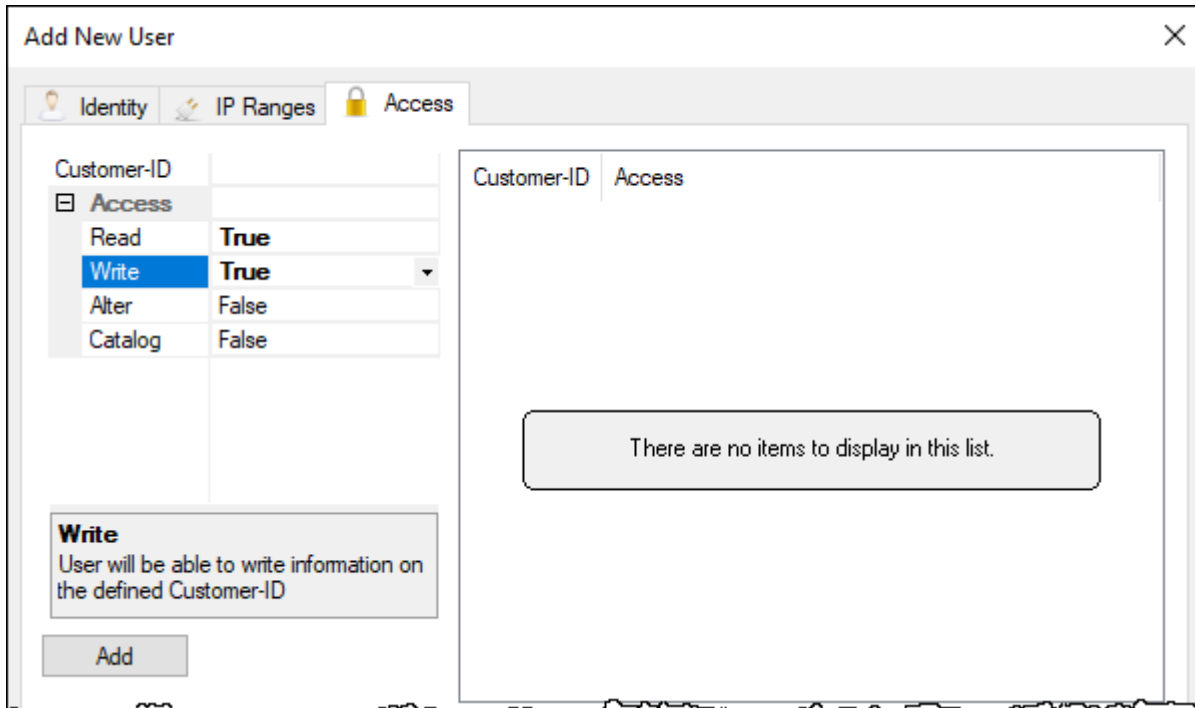 Add New User
Identity IP Ranges Access
Customer-ID
Access
Read True
Write True
Alter False
Catalog False
Write
User will be able to write information on
the defined Customer-ID
Add
Customer-ID Access
There are no items to display in this list.